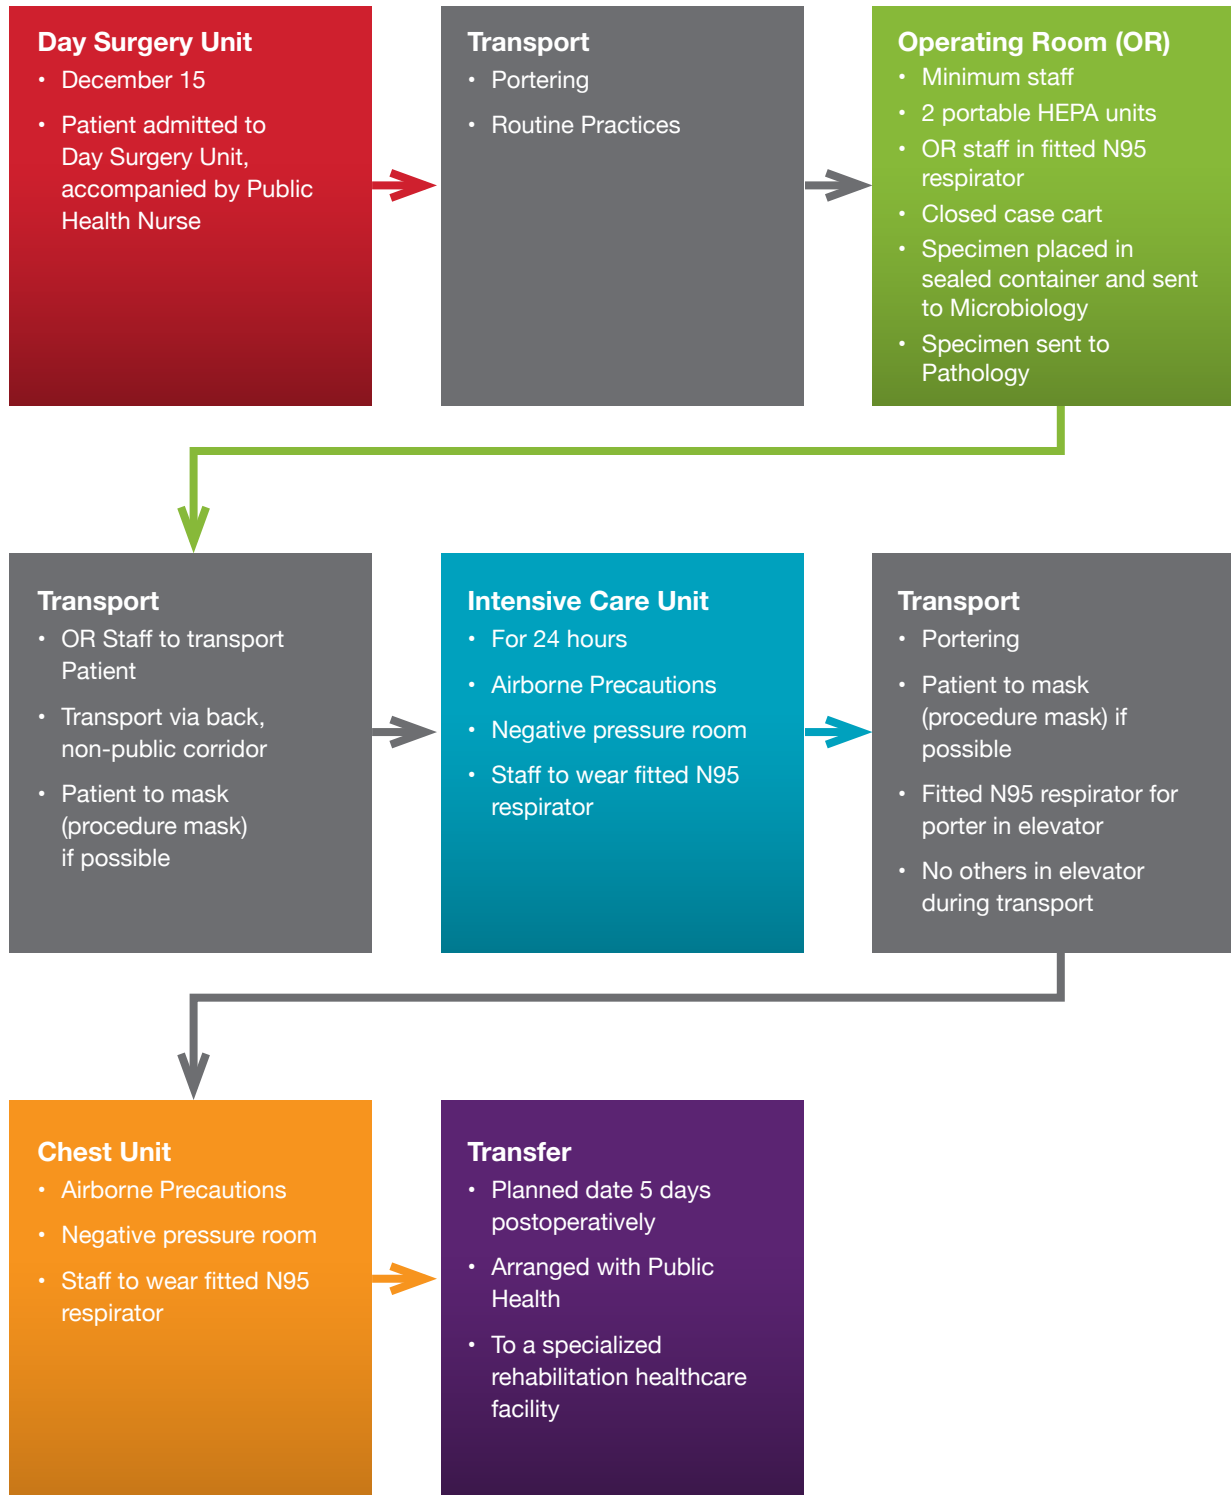 Day Surgery Unit
• December 15
• Patient admitted to
Day Surgery Unit,
accompanied by Public
Health Nurse
Transport
• Portering
• Routine Practices
Operating Room (OR)
• Minimum staff
• 2 portable HEPA units
• OR staff in fitted N95
respirator
• Closed case cart
• Specimen placed in
sealed container and sent
to Microbiology
• Specimen sent to
Pathology
Transport
• OR Staff to transport
Patient
• Transport via back,
non-public corridor
• Patient to mask
(procedure mask)
if possible
Intensive Care Unit
• For 24 hours
• Airborne Precautions
• Negative pressure room
• Staff to wear fitted N95
respirator
Transport
• Portering
• Patient to mask
(procedure mask) if
possible
• Fitted N95 respirator for
porter in elevator
• No others in elevator
during transport
Chest Unit
• Airborne Precautions
• Negative pressure room
• Staff to wear fitted N95
respirator
Transfer
• Planned date 5 days
postoperatively
• Arranged with Public
Health
• To a specialized
rehabilitation healthcare
facility